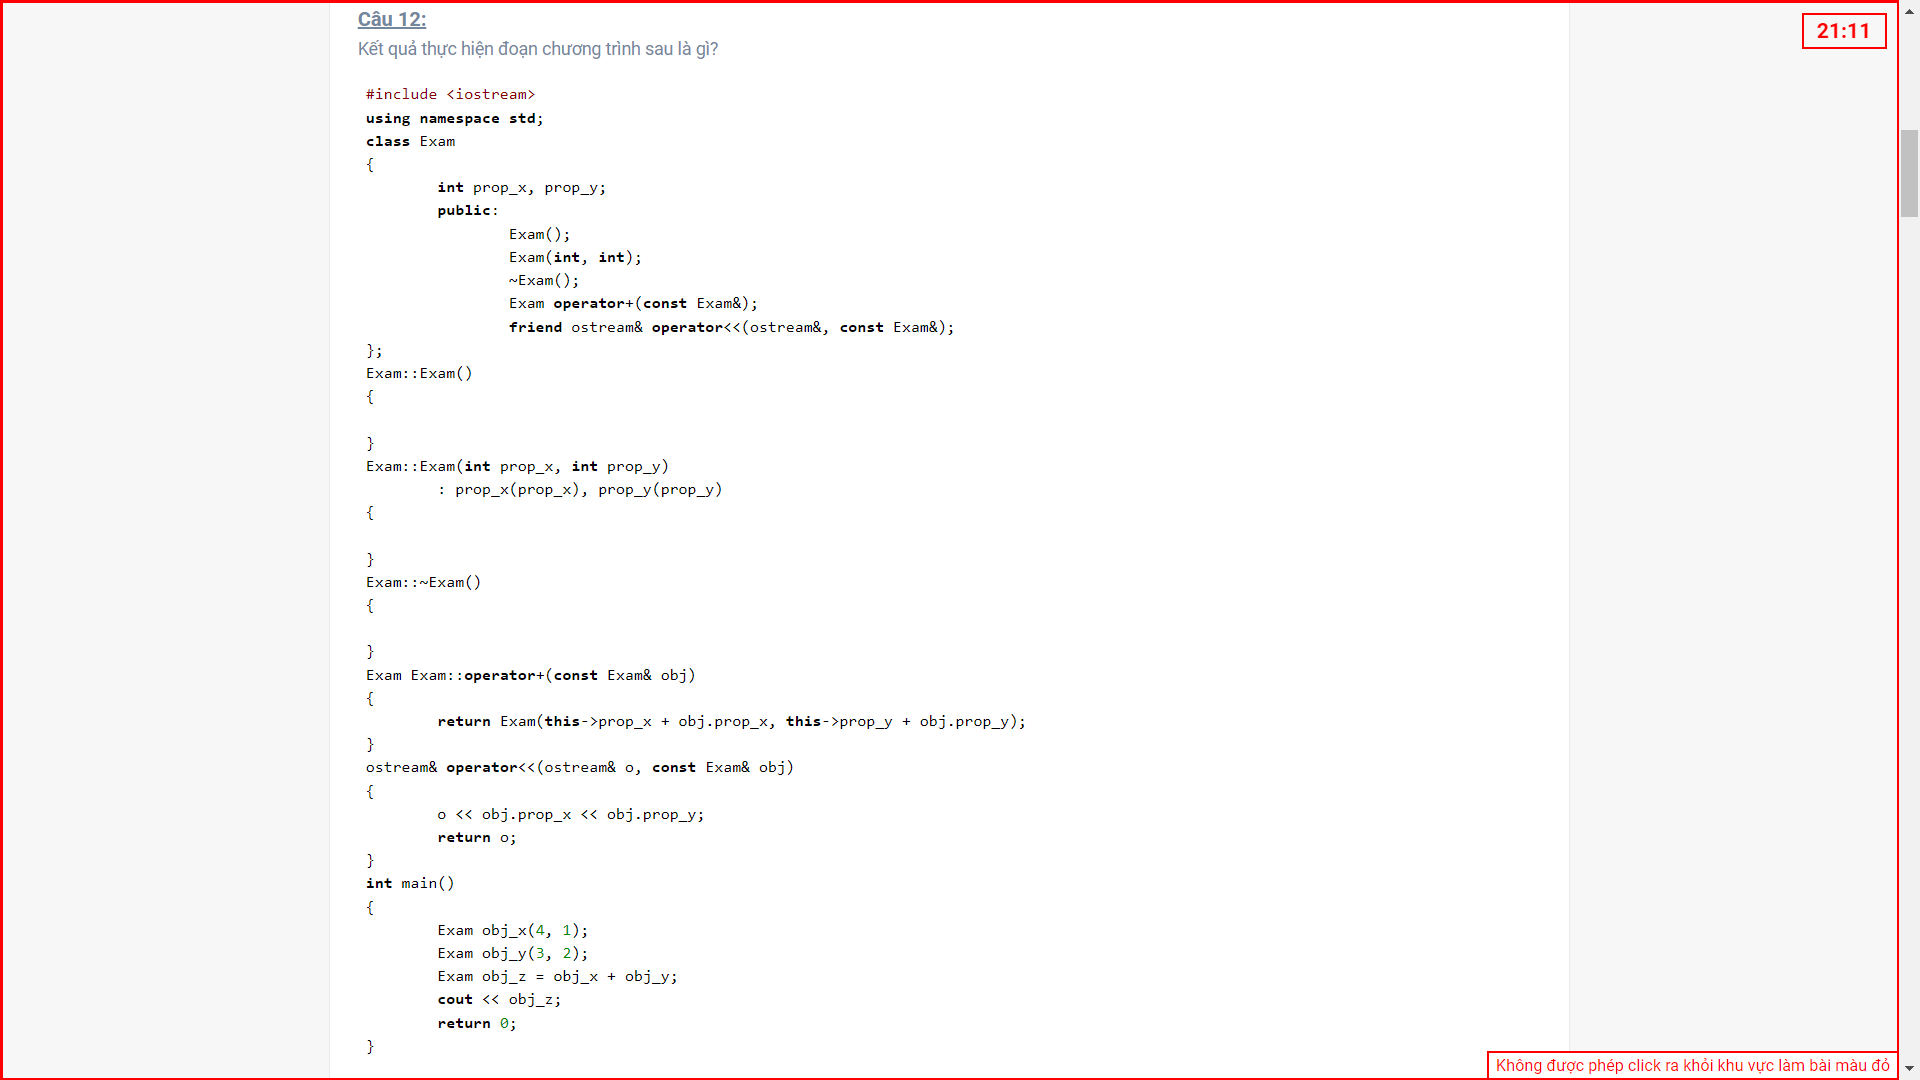 Câu 12:
21:11
Kết quả thực hiện đoạn chương trình sau là gì?
#include <iostream>
using namespace std;
class Exam
{
        int prop_x, prop_y;
        public:
                Exam();
                Exam(int, int);
                ~Exam();
                Exam operator+(const Exam&);
                friend ostream& operator<<(ostream&, const Exam&);
};
Exam::Exam()
{
}
Exam::Exam(int prop_x, int prop_y)
        : prop_x(prop_x), prop_y(prop_y)
{
}
Exam::~Exam()
{
}
Exam Exam::operator+(const Exam& obj)
{
        return Exam(this->prop_x + obj.prop_x, this->prop_y + obj.prop_y);
}
ostream& operator<<(ostream& o, const Exam& obj)
{
        o << obj.prop_x << obj.prop_y;
        return o;
}
int main()
{
        Exam obj_x(4, 1);
        Exam obj_y(3, 2);
        Exam obj_z = obj_x + obj_y;
        cout << obj_z;
        return 0;
}
Không được phép click ra khỏi khu vực làm bài màu đỏ